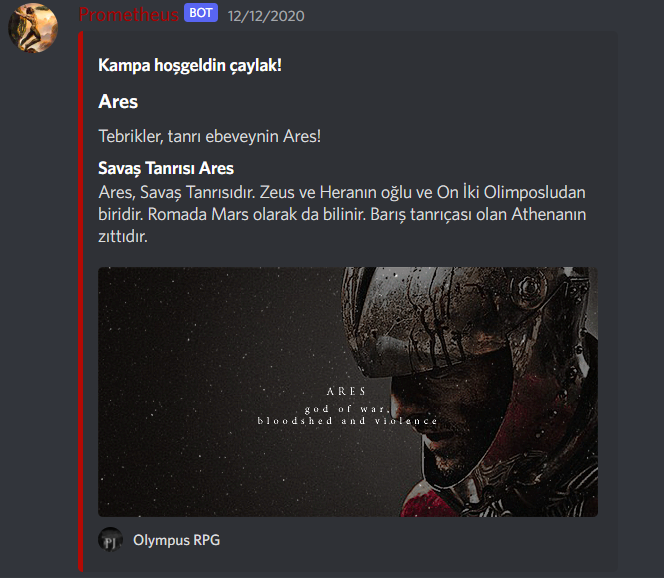 Prometheus BOT 12/12/2020
Kampa hoşgeldin çaylak!
Ares
Tebrikler, tanrı ebeveynin Ares!
Savaş Tanrısı Ares
Ares, Savaş Tanrısıdır. Zeus ve Heranın oğlu ve On İki Olimposludan
biridir. Romada Mars olarak da bilinir. Barış tanrıçası olan Athenanın
zıttıdır.
ARES
god of war,
bloodshed and violence
PJ Olympus RPG